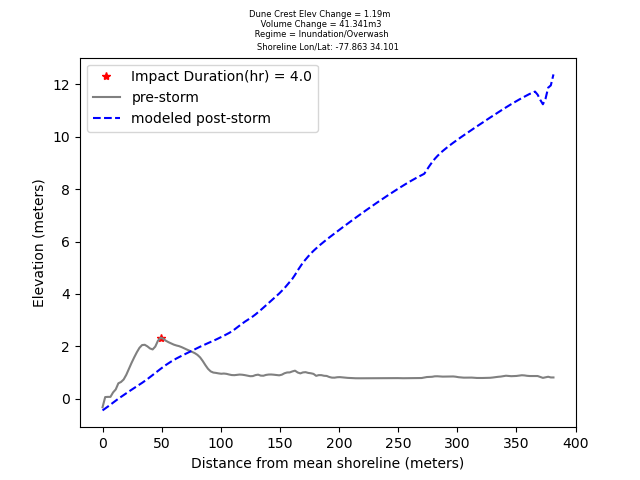 Dune Crest Elev Change = 1.19m
Volume Change = 41.341m3
Regime = Inundation/Overwash
Shoreline Lon/Lat: -77.863 34.101
Impact Duration(hr) = 4.0
pre-storm
modeled post-storm
12
10
8
6
4
2
0
Elevation (meters)
0 50 100 150 200 250 300 350 400
Distance from mean shoreline (meters)